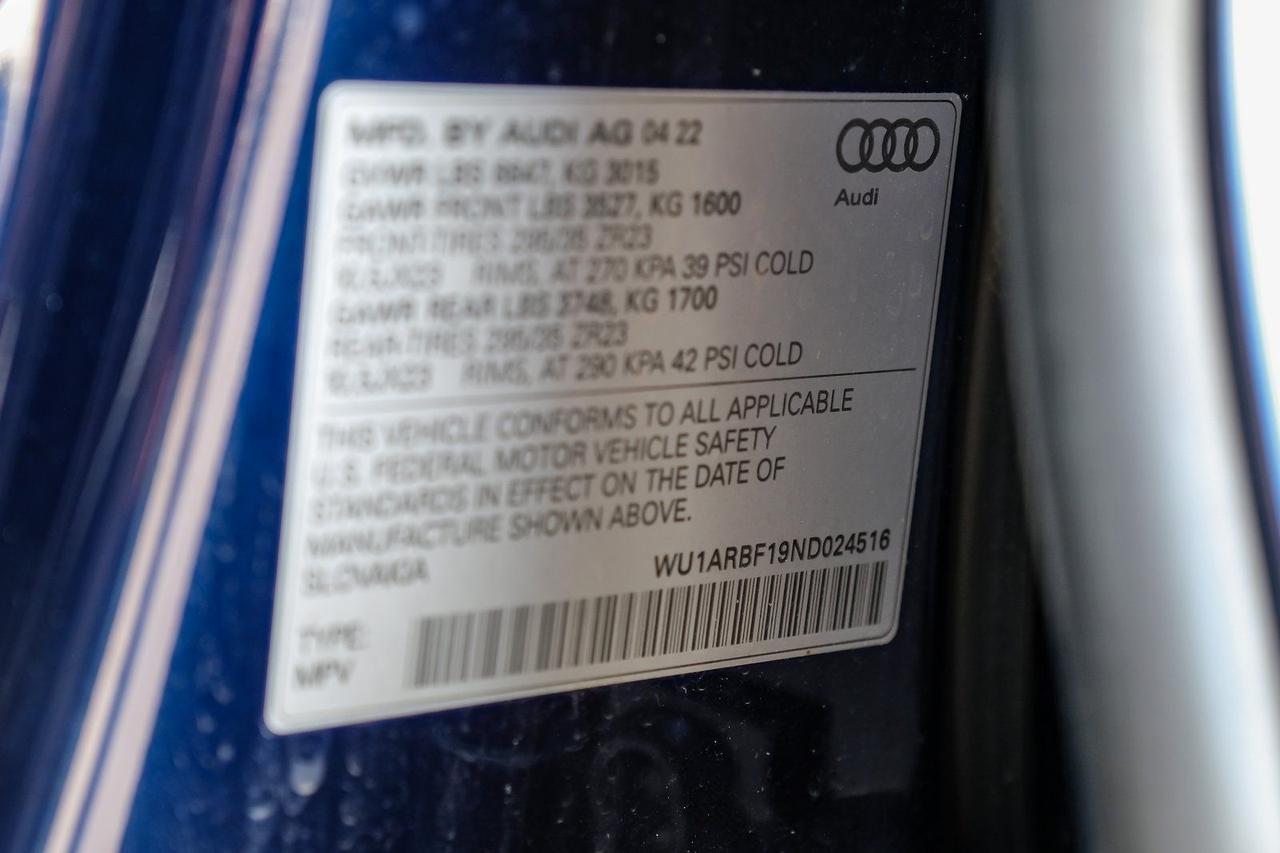 MFD. BY AUDI AG 04 22
GVWR LBS 6647, KG 3015
GAWR FRONT LBS 3527, KG 1600
FRONT-TIRES 295/35 ZR23
RIMS, AT 270 KPA 39 PSI COLD
GAWR REAR LBS 3748, KG 1700
REAR-TIRES 295/35 ZR23
RIMS, AT 290 KPA 42 PSI COLD
Audi
THIS VEHICLE CONFORMS TO ALL APPLICABLE
U.S. FEDERAL MOTOR VEHICLE SAFETY
STANDARDS IN EFFECT ON THE DATE OF
MANUFACTURE SHOWN ABOVE.
SLOVAKIA
WU1ARBF19ND024516
TYPE:
MPV